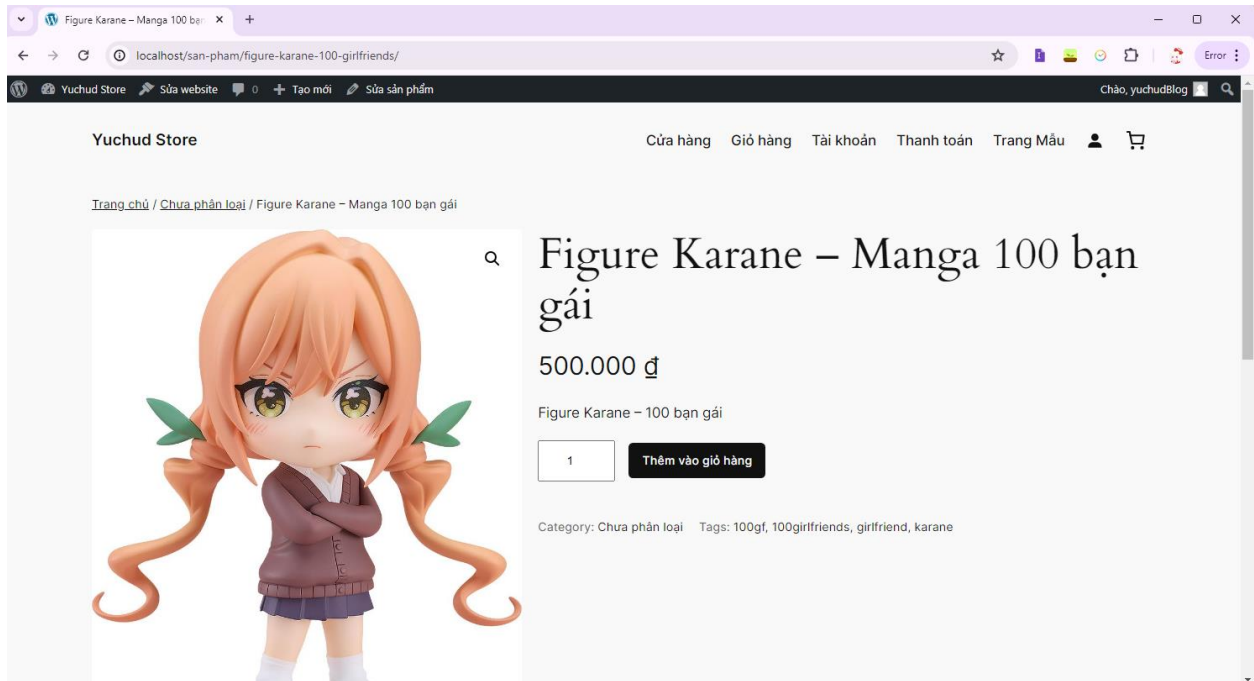 Figure Karane – Manga 100 bạn
localhost/san-pham/figure-karane-100-girlfriends/
Error
Yuchud Store Sửa website 0 Tạo mới Sửa sản phẩm Chào, yuchudBlog
Yuchud Store Cửa hàng Giỏ hàng Tài khoản Thanh toán Trang Mẫu
Trang chủ / Chưa phân loại / Figure Karane – Manga 100 bạn gái
Figure Karane – Manga 100 bạn
gái
500.000 ₫
Figure Karane – 100 bạn gái
1 Thêm vào giỏ hàng
Category: Chưa phân loại Tags: 100gf, 100girlfriends, girlfriend, karane